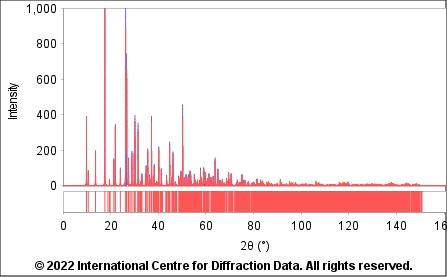 1,000
800
600
400
200
0
Intensity
0 20 40 60 80 100 120 140 16
2θ (°)
© 2022 International Centre for Diffraction Data. All rights reserved.